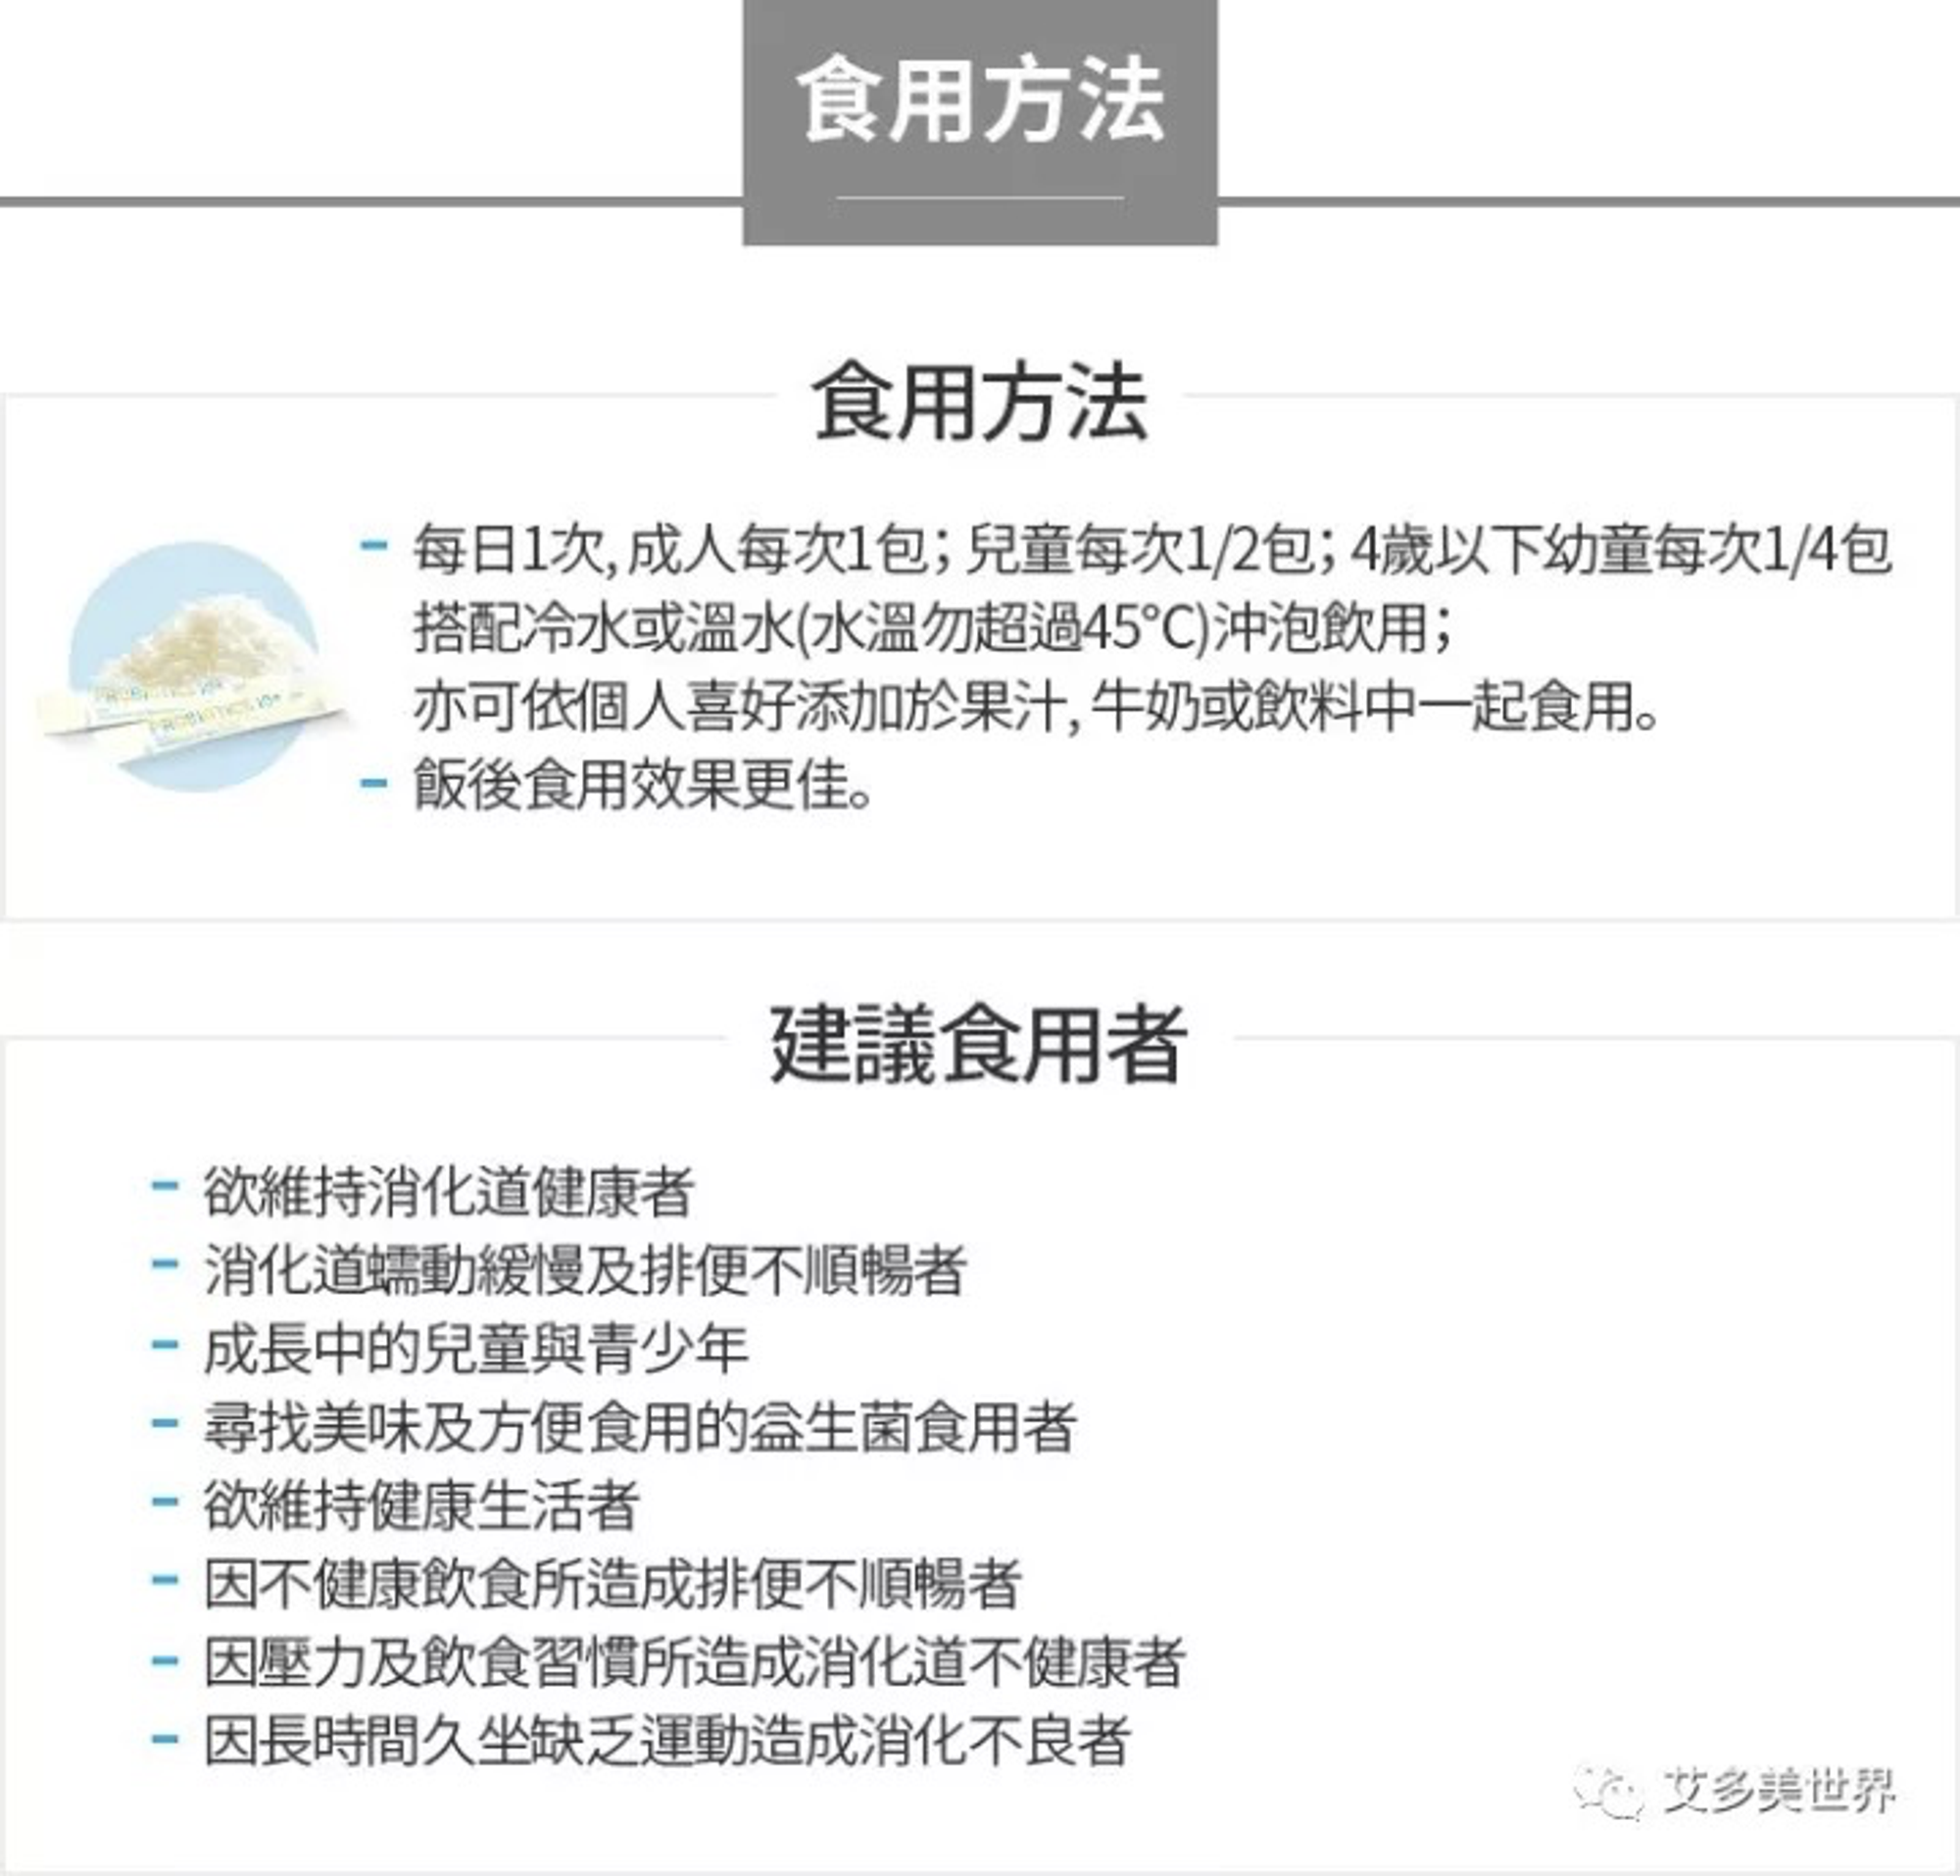 食用方法
食用方法
- 每日1次, 成人每次1包; 兒童每次1/2包; 4歲以下幼童每次1/4包
搭配冷水或溫水(水溫勿超過45°C)沖泡飲用;
亦可依個人喜好添加於果汁, 牛奶或飲料中一起食用。
- 飯後食用效果更佳。
PROBIOTICS 10+
PROBIOTICS 10+
建議食用者
- 欲維持消化道健康者
- 消化道蠕動緩慢及排便不順暢者
- 成長中的兒童與青少年
- 尋找美味及方便食用的益生菌食用者
- 欲維持健康生活者
- 因不健康飲食所造成排便不順暢者
- 因壓力及飲食習慣所造成消化道不健康者
- 因長時間久坐缺乏運動造成消化不良者
艾多美世界